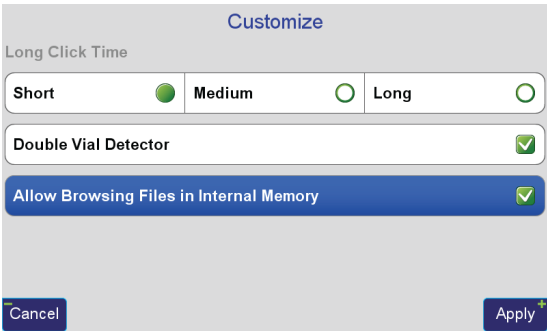 Customize
Long Click Time
Short Medium Long
Double Vial Detector
Allow Browsing Files in Internal Memory
Cancel Apply